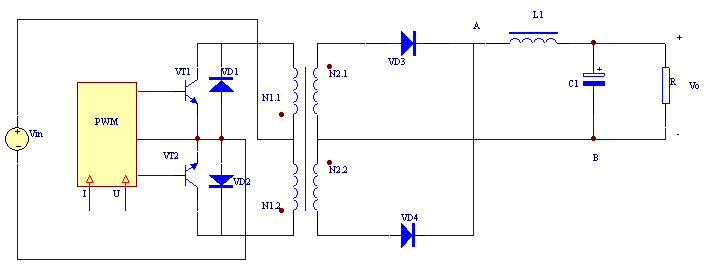 L1
A
+
VD3
VT1
VD1
N2.1
C1
+
R
Vo
N1.1
PWM
+
Vin
−
-
VT2
B
N2.2
VD2
I
U
N1.2
VD4